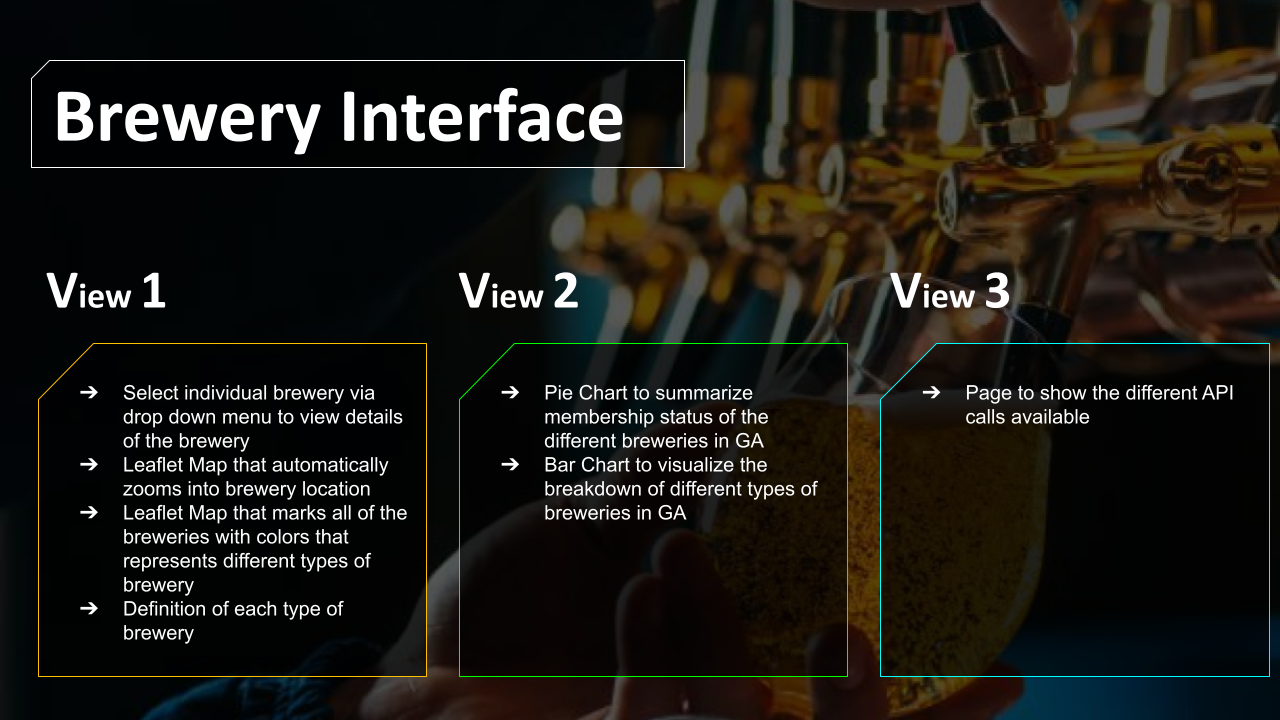 Brewery Interface
View 1
➔ Select individual brewery via
drop down menu to view details
of the brewery
➔ Leaflet Map that automatically
zooms into brewery location
➔ Leaflet Map that marks all of the
breweries with colors that
represents different types of
brewery
➔ Definition of each type of
brewery
View 2
➔ Pie Chart to summarize
membership status of the
different breweries in GA
➔ Bar Chart to visualize the
breakdown of different types of
breweries in GA
View 3
➔ Page to show the different API
calls available